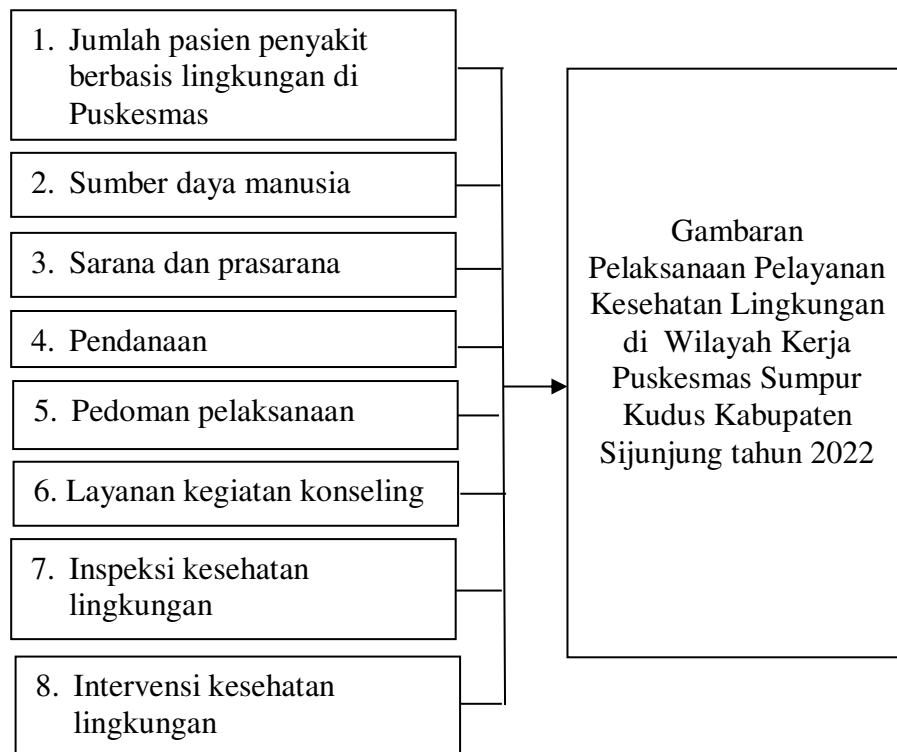 1. Jumlah pasien penyakit
berbasis lingkungan di
Puskesmas
2. Sumber daya manusia
3. Sarana dan prasarana
4. Pendanaan
5. Pedoman pelaksanaan
6. Layanan kegiatan konseling
7. Inspeksi kesehatan
lingkungan
8. Intervensi kesehatan
lingkungan
Gambaran
Pelaksanaan Pelayanan
Kesehatan Lingkungan
di Wilayah Kerja
Puskesmas Sumpur
Kudus Kabupaten
Sijunjung tahun 2022